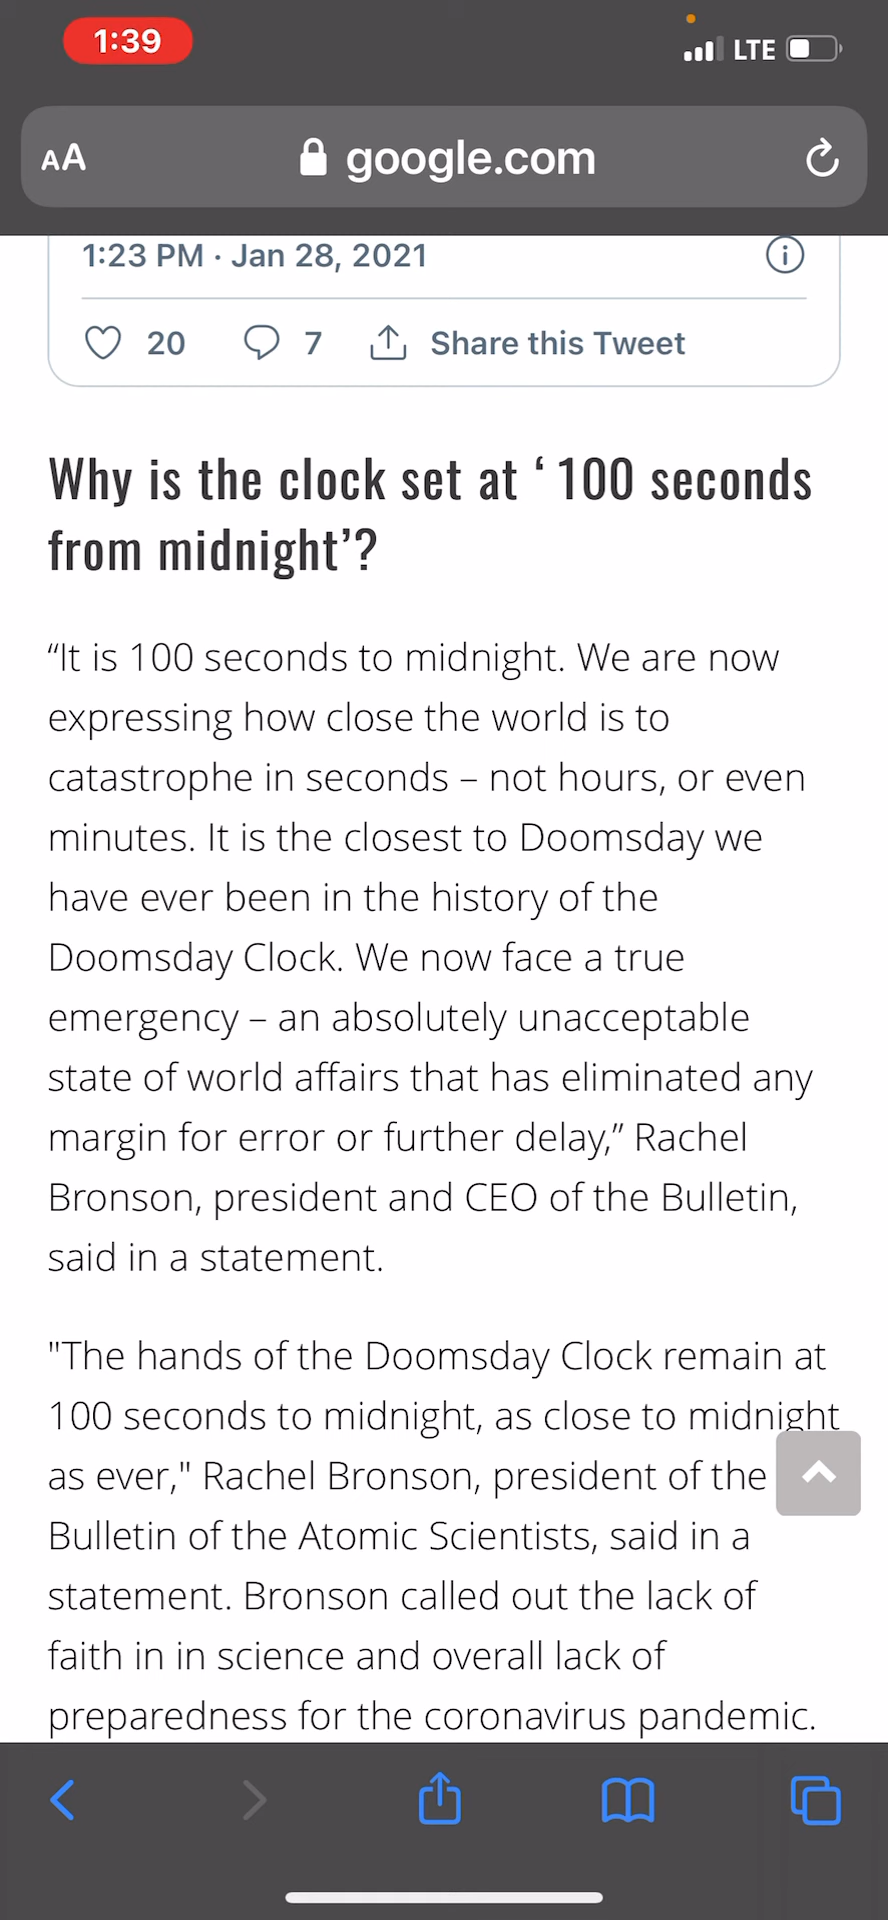 1:39
LTE
AA
google.com
1:23 PM · Jan 28, 2021
20
7
Share this Tweet
Why is the clock set at ‘ 100 seconds
from midnight’?
“It is 100 seconds to midnight. We are now
expressing how close the world is to
catastrophe in seconds – not hours, or even
minutes. It is the closest to Doomsday we
have ever been in the history of the
Doomsday Clock. We now face a true
emergency – an absolutely unacceptable
state of world affairs that has eliminated any
margin for error or further delay,” Rachel
Bronson, president and CEO of the Bulletin,
said in a statement.
"The hands of the Doomsday Clock remain at
100 seconds to midnight, as close to midnight
as ever," Rachel Bronson, president of the
Bulletin of the Atomic Scientists, said in a
statement. Bronson called out the lack of
faith in in science and overall lack of
preparedness for the coronavirus pandemic.